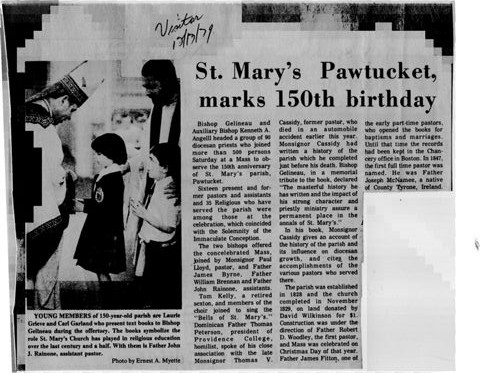 Visitor
St. Mary's Pawtucket,
marks 150th birthday
Bishop Gelineau and
Auxiliary Bishop Kenneth A.
Angelll headed a group of 90
diocesan priests who joined
more than 500 persons
Saturday at a Mass to observe
the 150th anniversary
of St. Mary's parish,
Pawtucket.
Sixteen present and former
pastors and assistants
and 35 Religious who have
served the parish were
among those at the
celebration, which coincided
with the Solemnity of the
Immaculate Conception.
The two bishops offered
the concelebrated Mass,
joined by Monsignor Paul
Lloyd, pastor, and Father
James Byrne, Father
William Brennan and Father
John Rainone, assistants.
Tom Kelly, a retired
sexton, and members of the
choir joined to sing the
"Bells of St. Mary's."
Dominican Father Thomas
Peterson, president of
Providence College,
homilist, spoke of his close
association with the late
Monsignor Thomas V.
Cassidy, former pastor, who
died in an automobile
accident earlier this year.
Monsignor Cassidy had
written a history of the
parish which he completed
just before his death. Bishop
Gelineau, in a memorial
tribute to the book, declared
"The masterful history he
has written and the impact of
his strong character and
priestly ministry assure a
permanent place in the
annals of St. Mary's."
In his book, Monsignor
Cassidy gives an account of
the history of the parish and
its influence on diocesan
growth, and cites the
accomplishments of the
various pastors who served
there.
The parish was established
in 1828 and the church
completed in November
1829, on land donated by
David Wilkinson for $1.
Construction was under the
direction of Father Robert
D. Woodley, the first pastor,
and Mass was celebrated on
Christmas Day of that year.
Father James Fitton, one of
the early part-time pastors,
who opened the books for
baptisms and marriages.
Until that time the records
had been kept in the Chancery
office in Boston. In 1847,
the first full time pastor was
named. He was Father
Joseph McNamee, a native
of County Tyrone, Ireland.
YOUNG MEMBERS of 150-year-old parish are Laurie
Grieve and Carl Garland who present text books to Bishop
Gelineau during the offertory. The books symbolize the
role St. Mary's Church has played in religious education
over the last century and a half. With them is Father John
J. Rainone, assistant pastor.
Photo by Ernest A. Myette